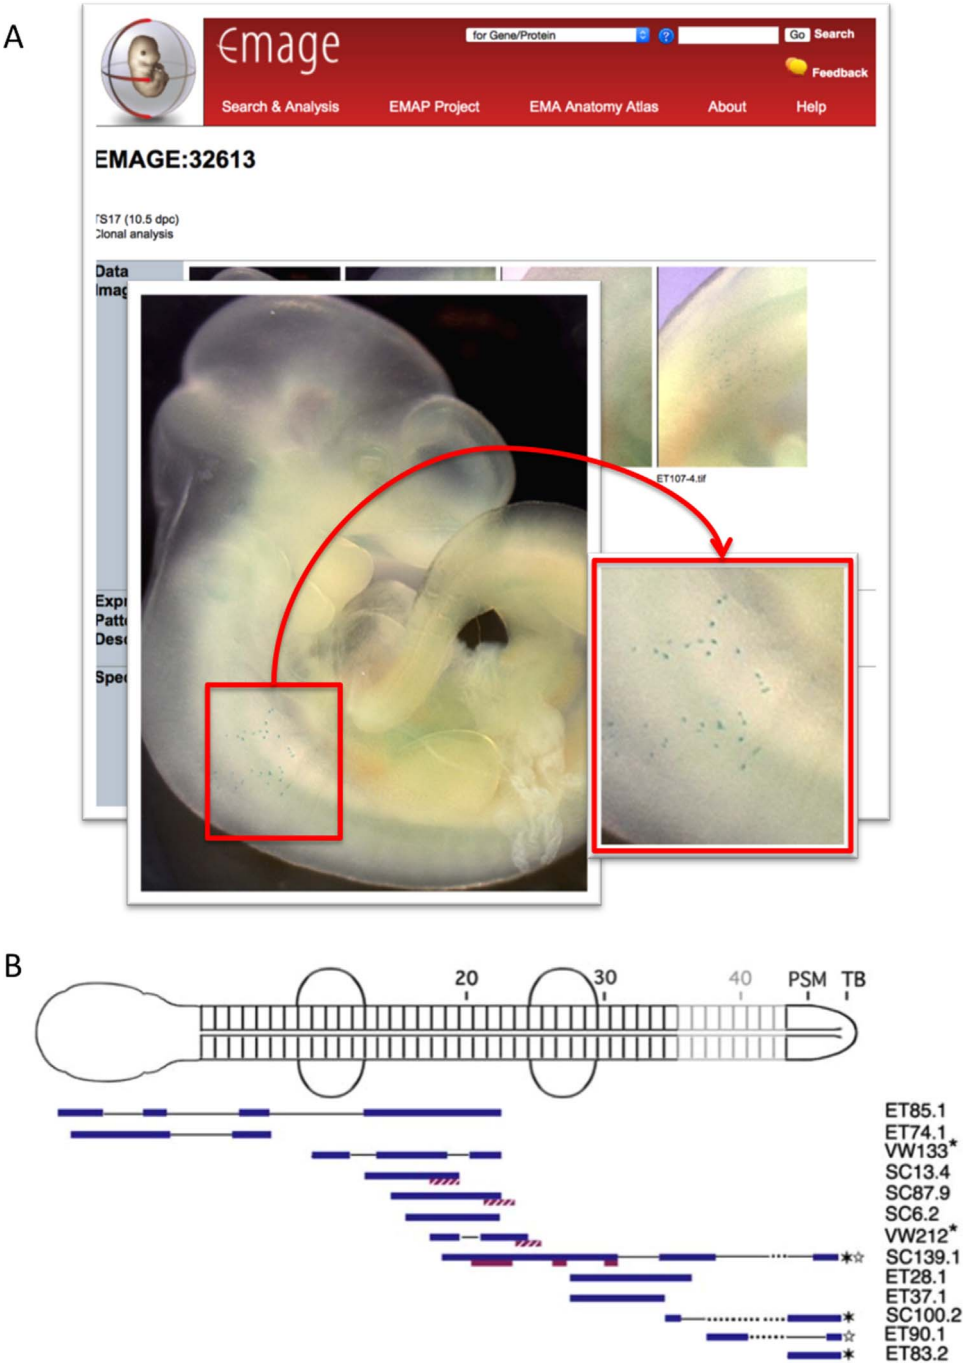 A
Emage
for Gene/Protein
?
Go Search
Feedback
Search & Analysis EMAP Project EMA Anatomy Atlas About Help
EMAGE:32613
TS17 (10.5 dpc)
Clonal analysis
Data
ET107-4.tif
B
20 30 40 PSM TB
ET85.1
ET74.1
VW133*
SC13.4
SC87.9
SC6.2
VW212*
SC139.1
ET28.1
ET37.1
SC100.2
ET90.1
ET83.2